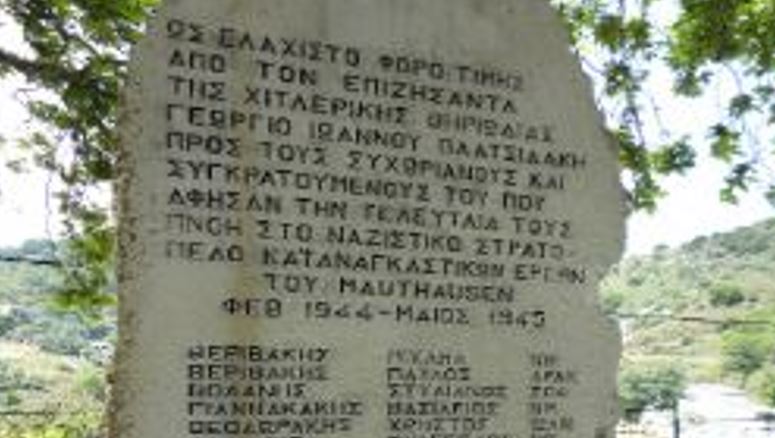 ΩΣ ΕΛΑΧΙΣΤΟ ΦΟΡΟ ΤΙΜΗΣ
ΑΠΟ ΤΟΝ ΕΠΙΖΗΣΑΝΤΑ
ΤΗΣ ΧΙΤΛΕΡΙΚΗΣ ΘΗΡΙΩΔΙΑΣ
ΓΕΩΡΓΙΟ ΙΩΑΝΝΟΥ ΠΛΑΤΣΙΔΑΚΗ
ΠΡΟΣ ΤΟΥΣ ΣΥΧΩΡΙΑΝΟΥΣ ΚΑΙ
ΣΥΓΚΡΑΤΟΥΜΕΝΟΥΣ ΤΟΥ ΠΟΥ
ΑΦΗΣΑΝ ΤΗΝ ΤΕΛΕΥΤΑΙΑ ΤΟΥΣ
ΠΝΟΗ ΣΤΟ ΝΑΖΙΣΤΙΚΟ ΣΤΡΑΤΟ-
ΠΕΔΟ ΚΑΤΑΝΑΓΚΑΣΤΙΚΩΝ ΕΡΓΩΝ
ΤΟΥ MAUTHAUSEN
ΦΕΒ 1944-ΜΑΙΟΣ 1945
ΒΕΡΙΒΑΚΗΣ
ΒΕΡΙΒΑΚΗΣ ΠΑΥΛΟΣ
ΣΤΥΛΙΑΝΟΣ
ΓΙΑΝΝΑΚΑΚΗΣ ΒΑΣΙΛΕΙΟΣ
ΘΕΟΔΩΡΑΚΗΣ ΧΡΗΣΤΟΣ